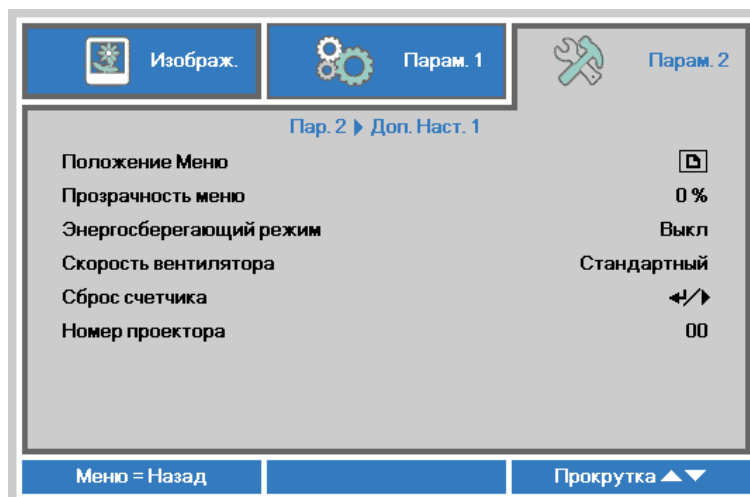 Изображ.
Парам. 1
Парам. 2
Пар. 2 ▶ Доп. Наст. 1
Положение Меню
Прозрачность меню 0 %
Энергосберегающий режим Выкл
Скорость вентилятора Стандартный
Сброс счетчика ↵/▶
Номер проектора 00
Меню = Назад
Прокрутка ▲▼